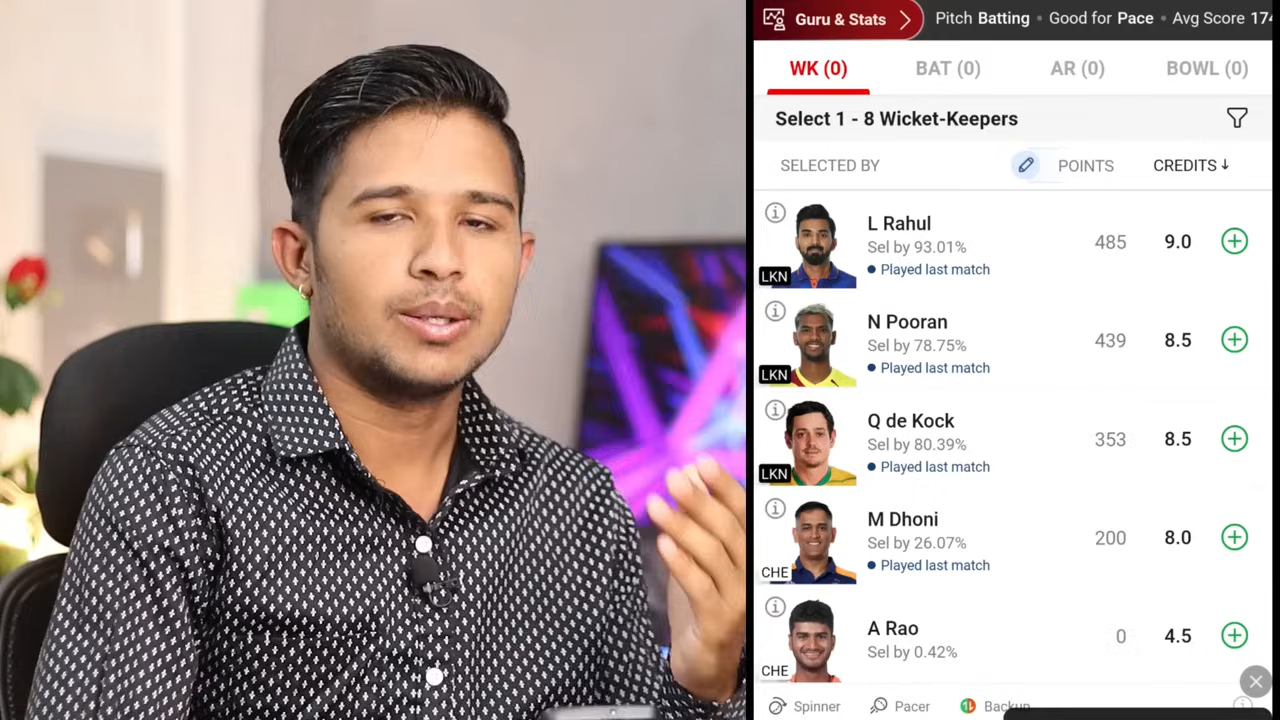 Guru & Stats
Pitch Batting • Good for Pace • Avg Score 174
WK (0) BAT (0) AR (0) BOWL (0)
Select 1 - 8 Wicket-Keepers
SELECTED BY POINTS CREDITS↓
L Rahul
Sel by 93.01% 485 9.0
Played last match
LKN
N Pooran
Sel by 78.75% 439 8.5
Played last match
LKN
Q de Kock
Sel by 80.39% 353 8.5
Played last match
LKN
M Dhoni
Sel by 26.07% 200 8.0
Played last match
CHE
A Rao
Sel by 0.42% 0 4.5
CHE
Spinner Pacer Backup